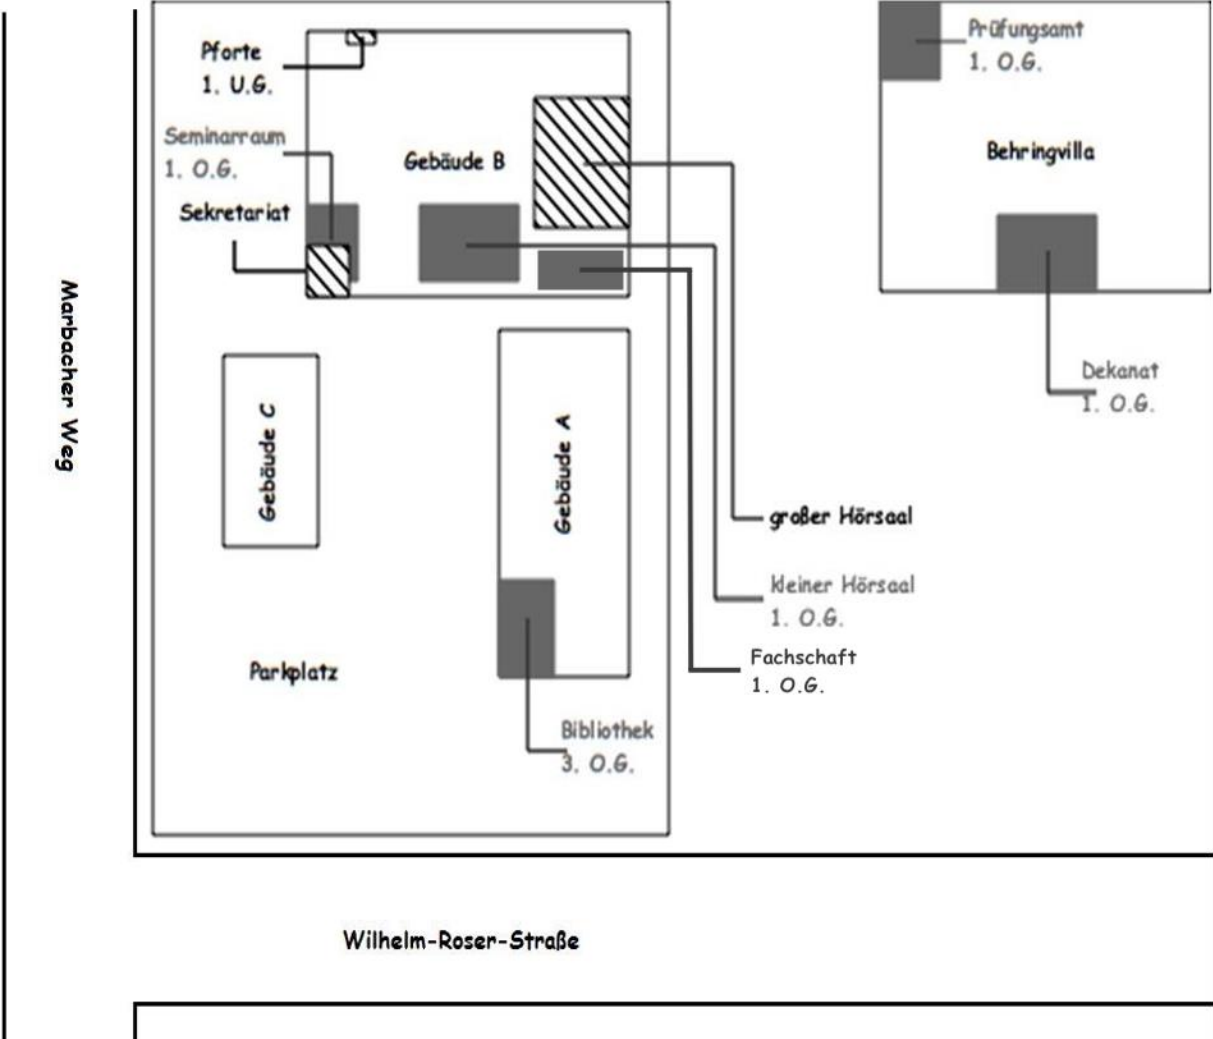 Pforte
1. U.G.
Seminarraum
1. O.G.
Sekretariat
Gebäude B
Prüfungsamt
1. O.G.
Behringvilla
Dekanat
1. O.G.
Marbacher Weg
Gebäude C
Gebäude A
großer Hörsaal
kleiner Hörsaal
1. O.G.
Fachschaft
1. O.G.
Parkplatz
Bibliothek
3. O.G.
Wilhelm-Roser-Straße